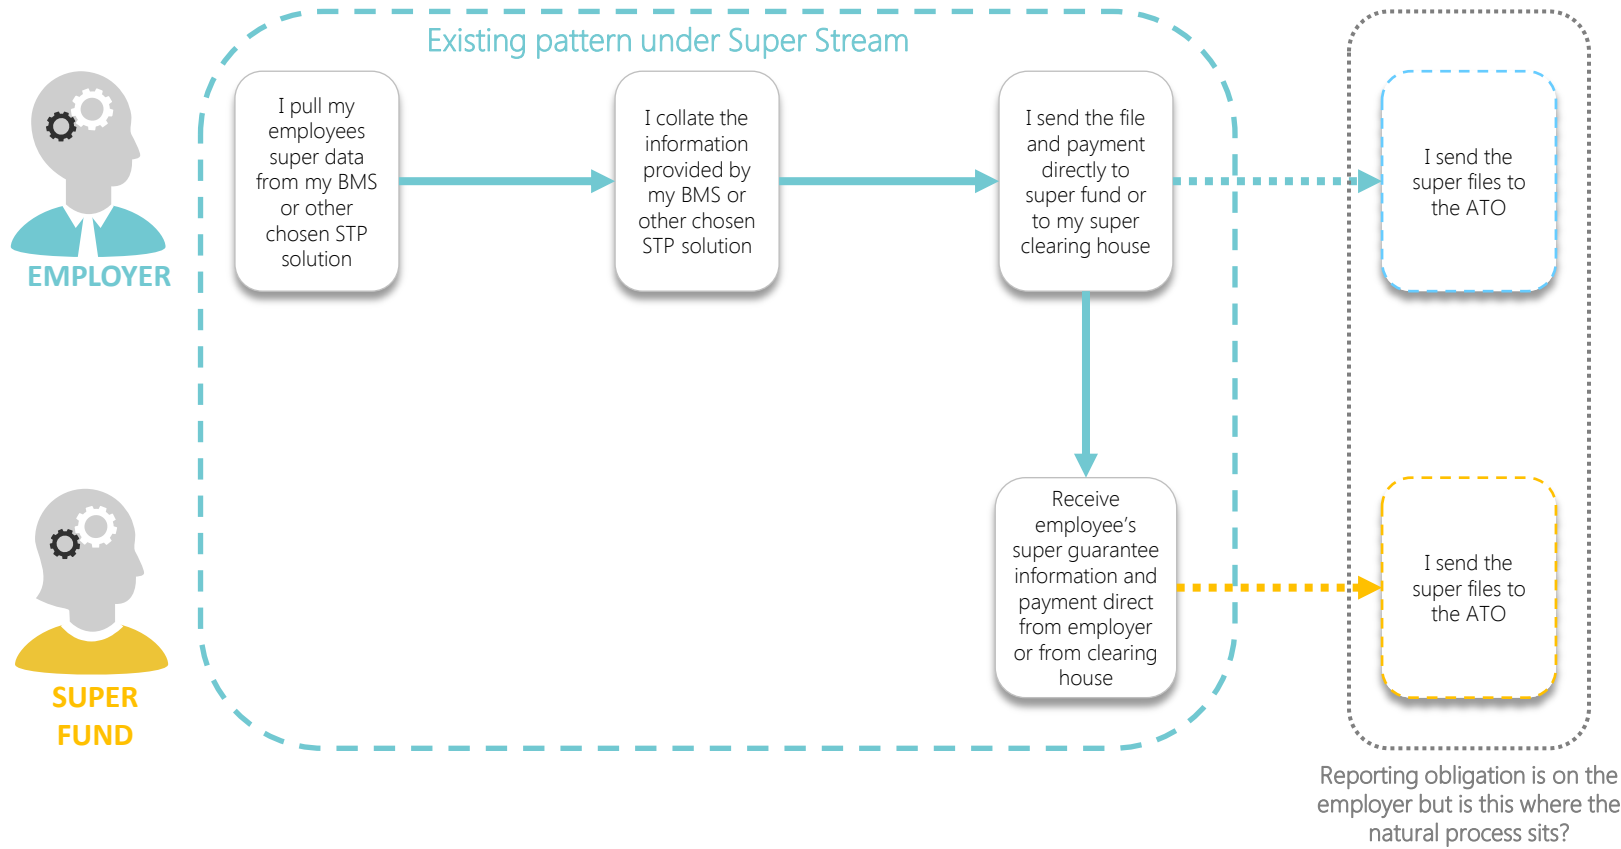 Existing pattern under Super Stream
EMPLOYER
I pull my
employees
super data
from my BMS
or other
chosen STP
solution
I collate the
information
provided by
my BMS or
other chosen
STP solution
I send the file
and payment
directly to
super fund or
to my super
clearing house
I send the
super files to
the ATO
SUPER
FUND
Receive
employee’s
super guarantee
information and
payment direct
from employer
or from clearing
house
I send the
super files to
the ATO
Reporting obligation is on the
employer but is this where the
natural process sits?